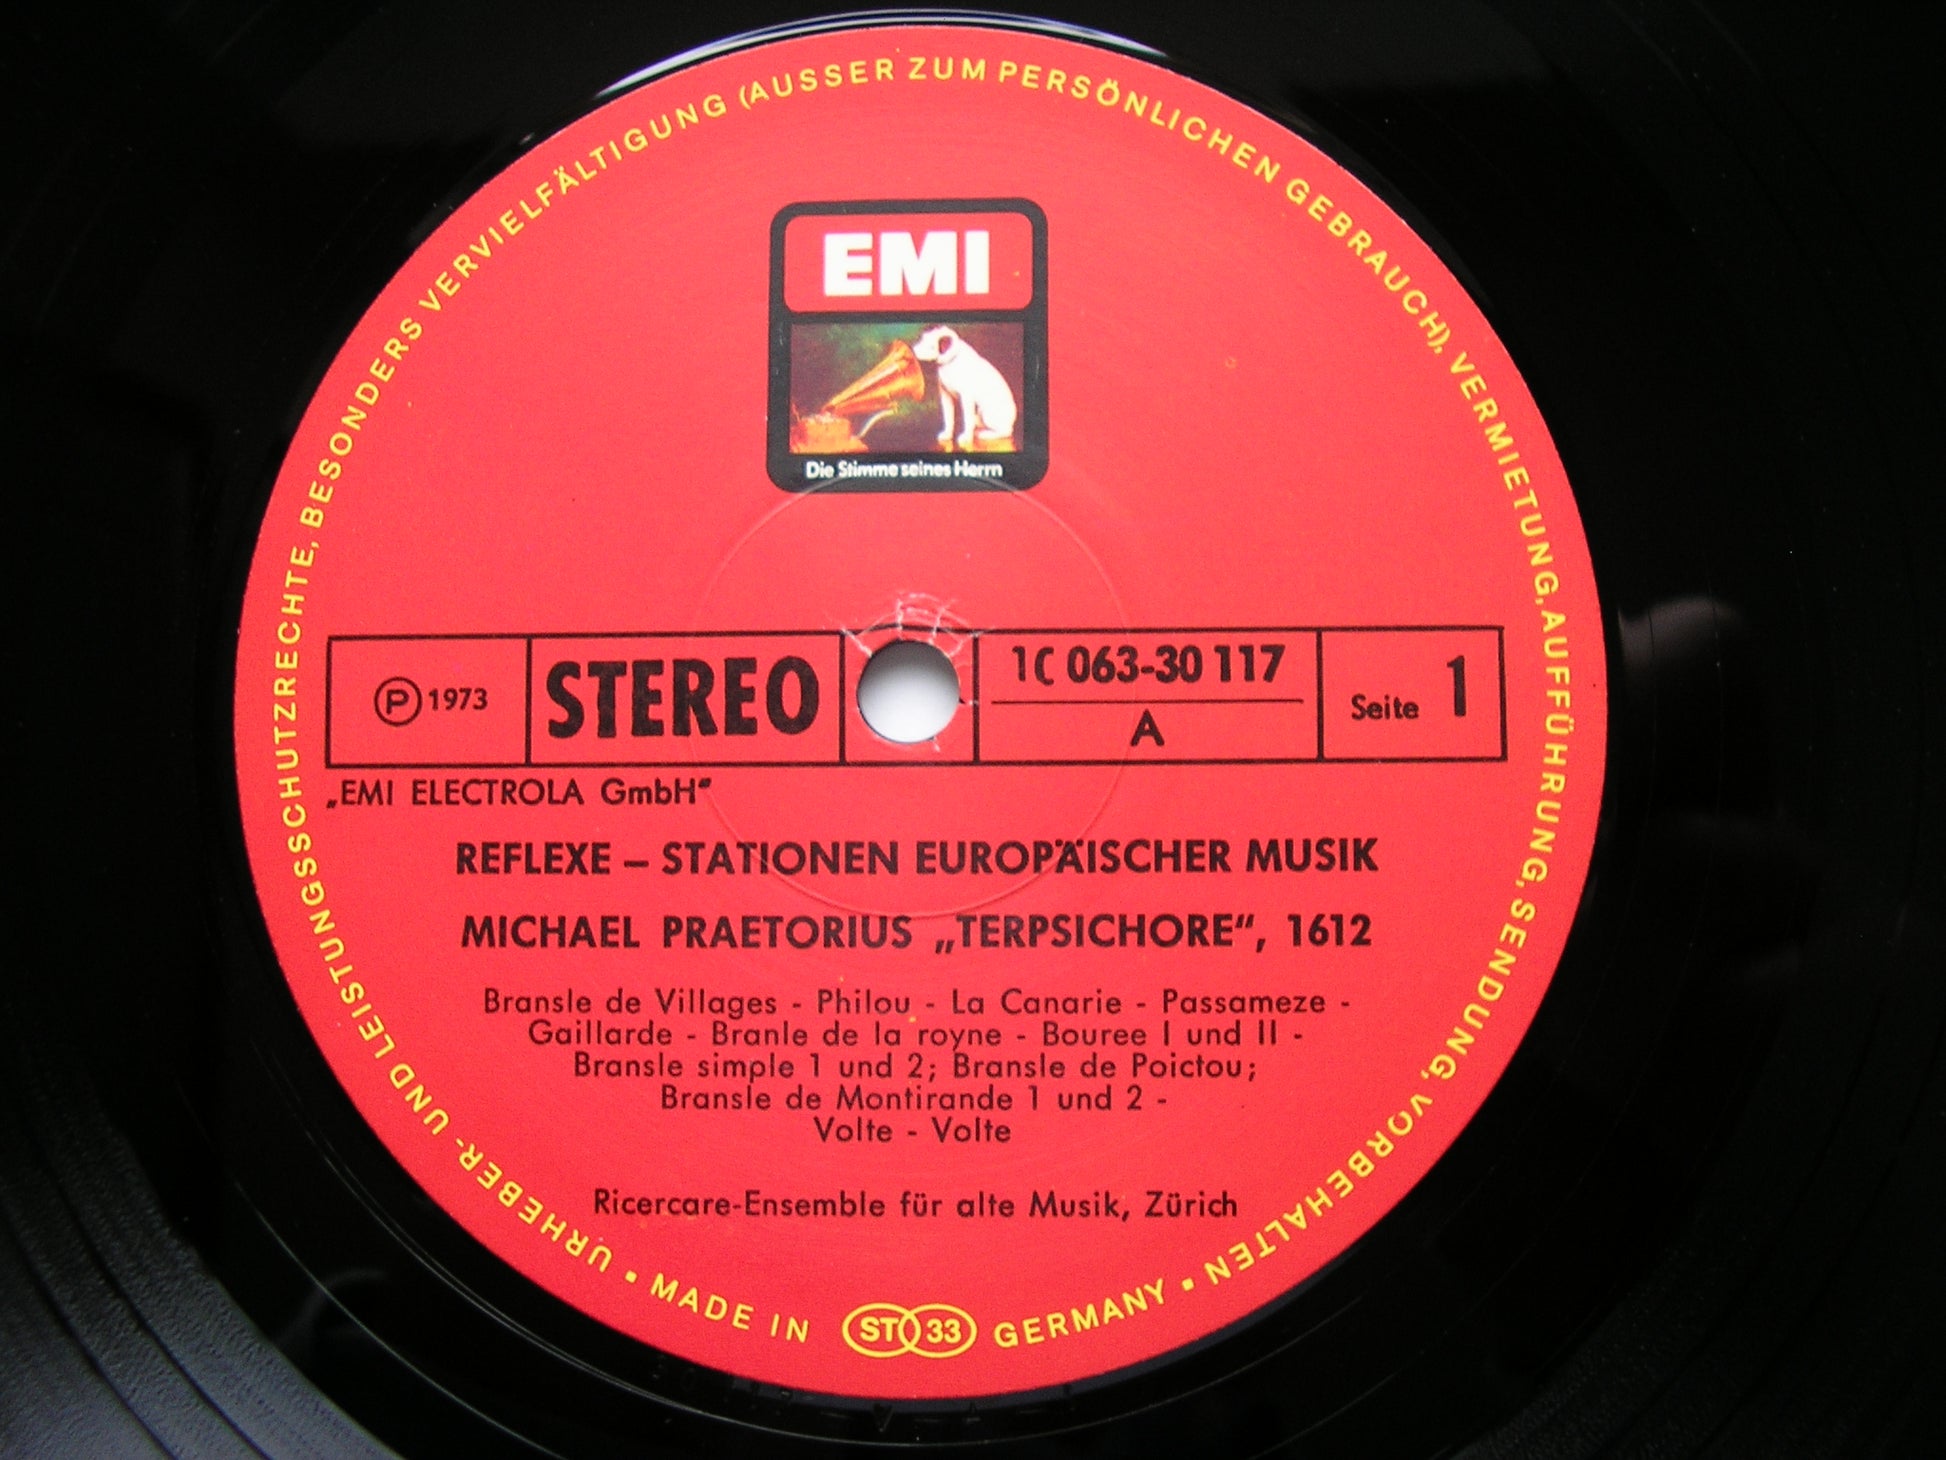 EMI
Die Stimme seines Herrn
Ⓟ 1973
STEREO
1C 063-30 117
A
Seite 1
„EMI ELECTROLA GmbH"
REFLEXE – STATIONEN EUROPÄISCHER MUSIK
MICHAEL PRAETORIUS „TERPSICHORE", 1612
Bransle de Villages - Philou - La Canarie - Passameze -
Gaillarde - Branle de la royne - Bouree I und II -
Bransle simple 1 und 2; Bransle de Poictou;
Bransle de Montirande 1 und 2 -
Volte - Volte
Ricercare-Ensemble für alte Musik, Zürich
URHEBER- UND LEISTUNGSSCHUTZRECHTE, BESONDERS VERVIELFÄLTIGUNG (AUSSER ZUM PERSÖNLICHEN GEBRAUCH), VERMIETUNG, AUFFÜHRUNG, SENDUNG, VORBEHALTEN
▪ MADE IN ST 33 GERMANY ▪